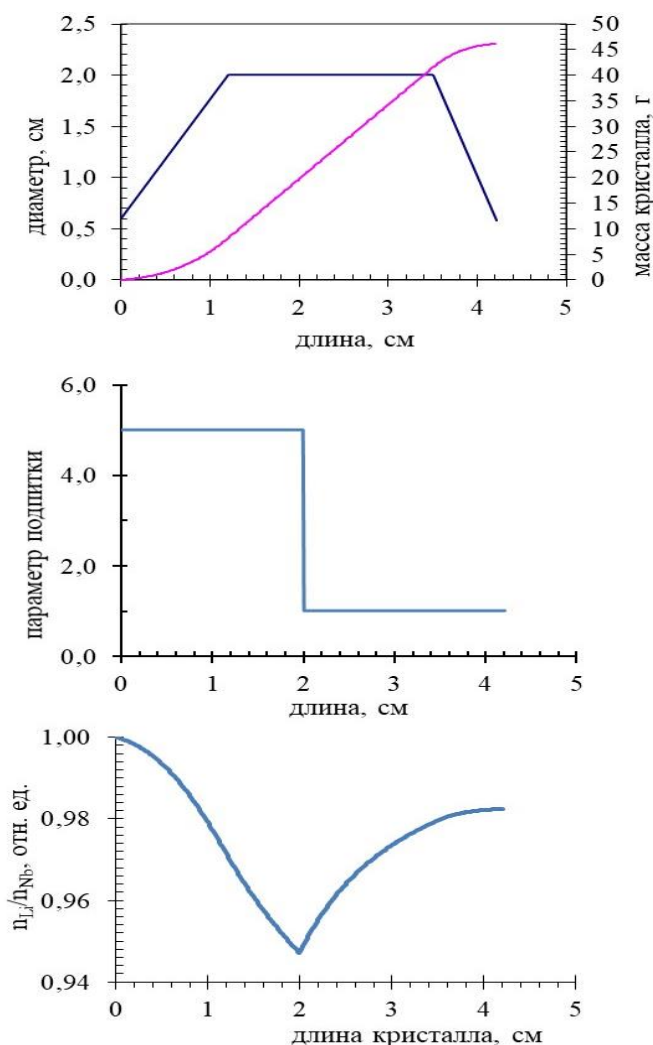 2,5
2,0
1,5
1,0
0,5
0,0
диаметр, см
50
45
40
35
30
25
20
15
10
5
0
масса кристалла, г
0 1 2 3 4 5
длина, см
6,0
4,0
2,0
0,0
параметр подпитки
0 1 2 3 4 5
длина, см
1,00
0,98
0,96
0,94
nLi/nNb, отн. ед.
0 1 2 3 4 5
длина кристалла, см